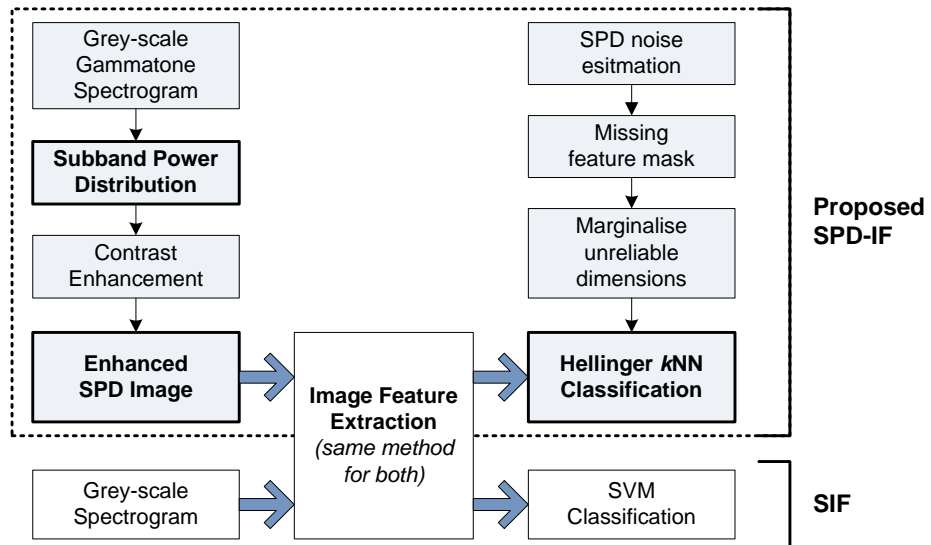 Grey-scale
Gammatone
Spectrogram
Subband Power
Distribution
Contrast
Enhancement
Enhanced
SPD Image
SPD noise
esitmation
Missing
feature mask
Marginalise
unreliable
dimensions
Hellinger kNN
Classification
Image Feature
Extraction
(same method
for both)
Proposed
SPD-IF
Grey-scale
Spectrogram
SVM
Classification
SIF